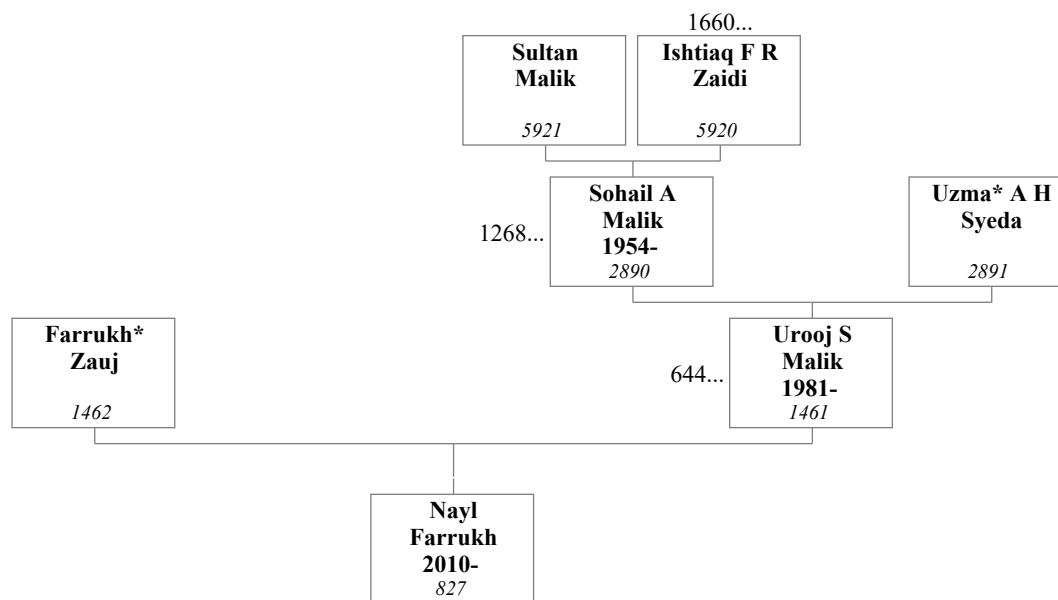 1660...
Sultan
Malik
5921
Ishtiaq F R
Zaidi
5920
1268...
Sohail A
Malik
1954-
2890
Uzma* A H
Syeda
2891
Farrukh*
Zauj
1462
644...
Urooj S
Malik
1981-
1461
Nayl
Farrukh
2010-
827